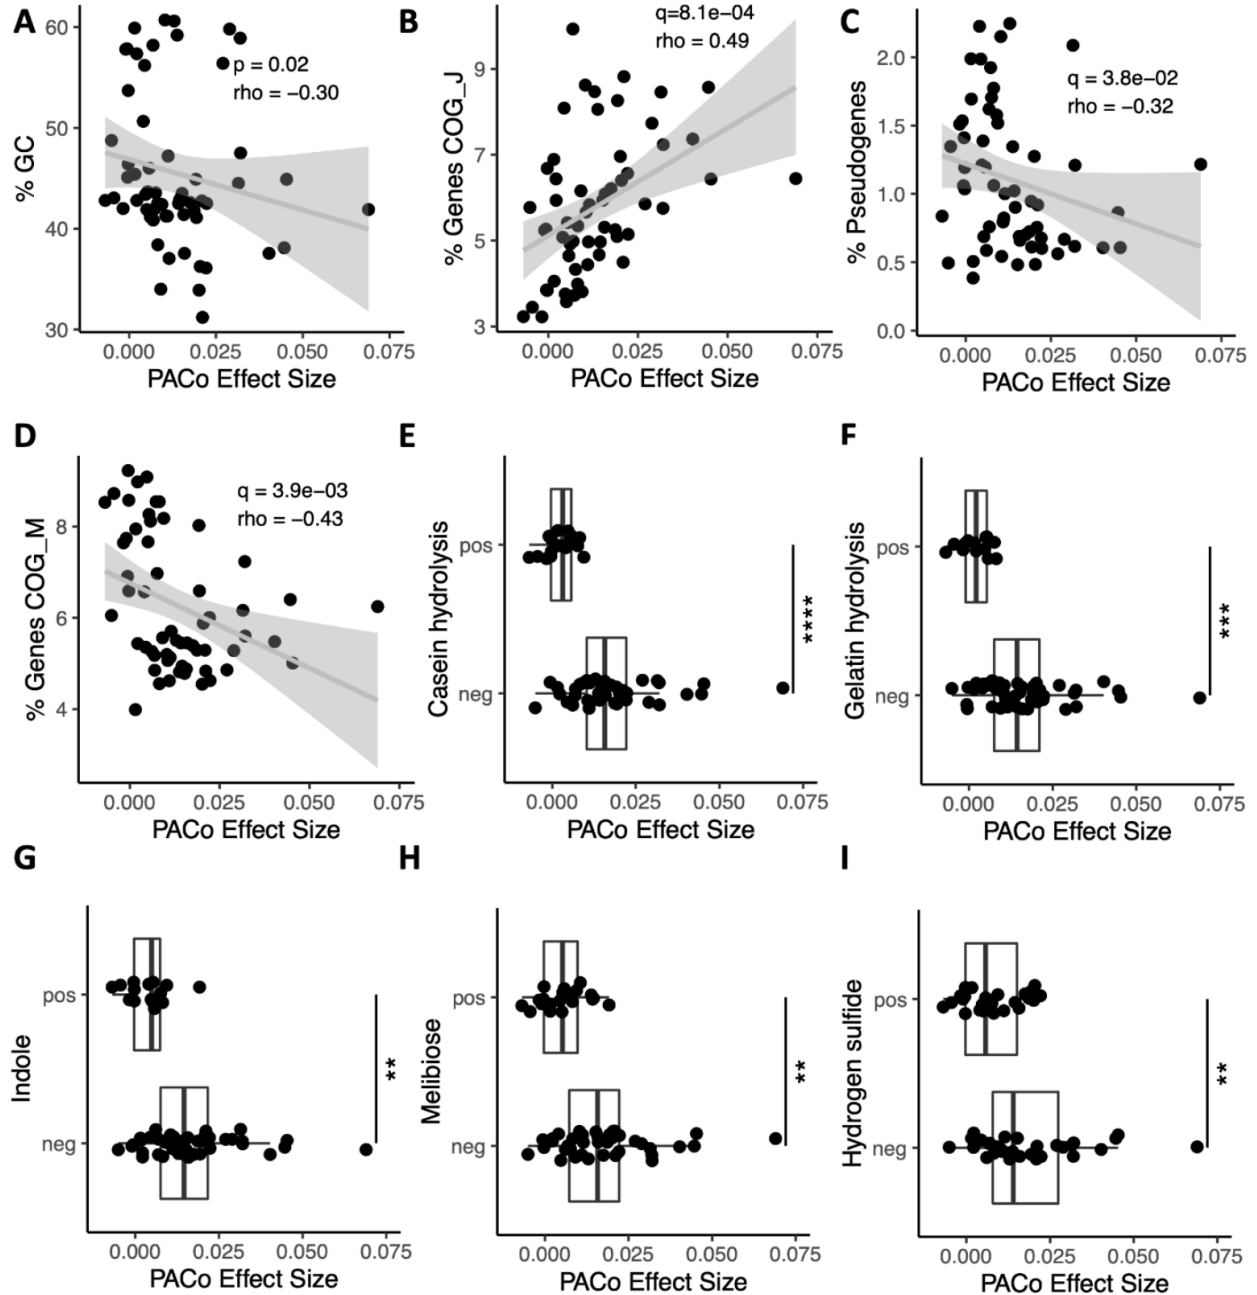 A
% GC
60
50
40
30
p = 0.02
rho = −0.30
0.000 0.025 0.050 0.075
PACo Effect Size
B
% Genes COG_J
9
7
5
3
q=8.1e−04
rho = 0.49
0.000 0.025 0.050 0.075
PACo Effect Size
C
% Pseudogenes
2.0
1.5
1.0
0.5
0.0
q = 3.8e−02
rho = −0.32
0.000 0.025 0.050 0.075
PACo Effect Size
D
% Genes COG_M
8
6
4
q = 3.9e−03
rho = −0.43
0.000 0.025 0.050 0.075
PACo Effect Size
E
Casein hydrolysis
pos
neg
****
0.000 0.025 0.050 0.075
PACo Effect Size
F
Gelatin hydrolysis
pos
neg
***
0.000 0.025 0.050 0.075
PACo Effect Size
G
Indole
pos
neg
**
0.000 0.025 0.050 0.075
PACo Effect Size
H
Melibiose
pos
neg
**
0.000 0.025 0.050 0.075
PACo Effect Size
I
Hydrogen sulfide
pos
neg
**
0.000 0.025 0.050 0.075
PACo Effect Size